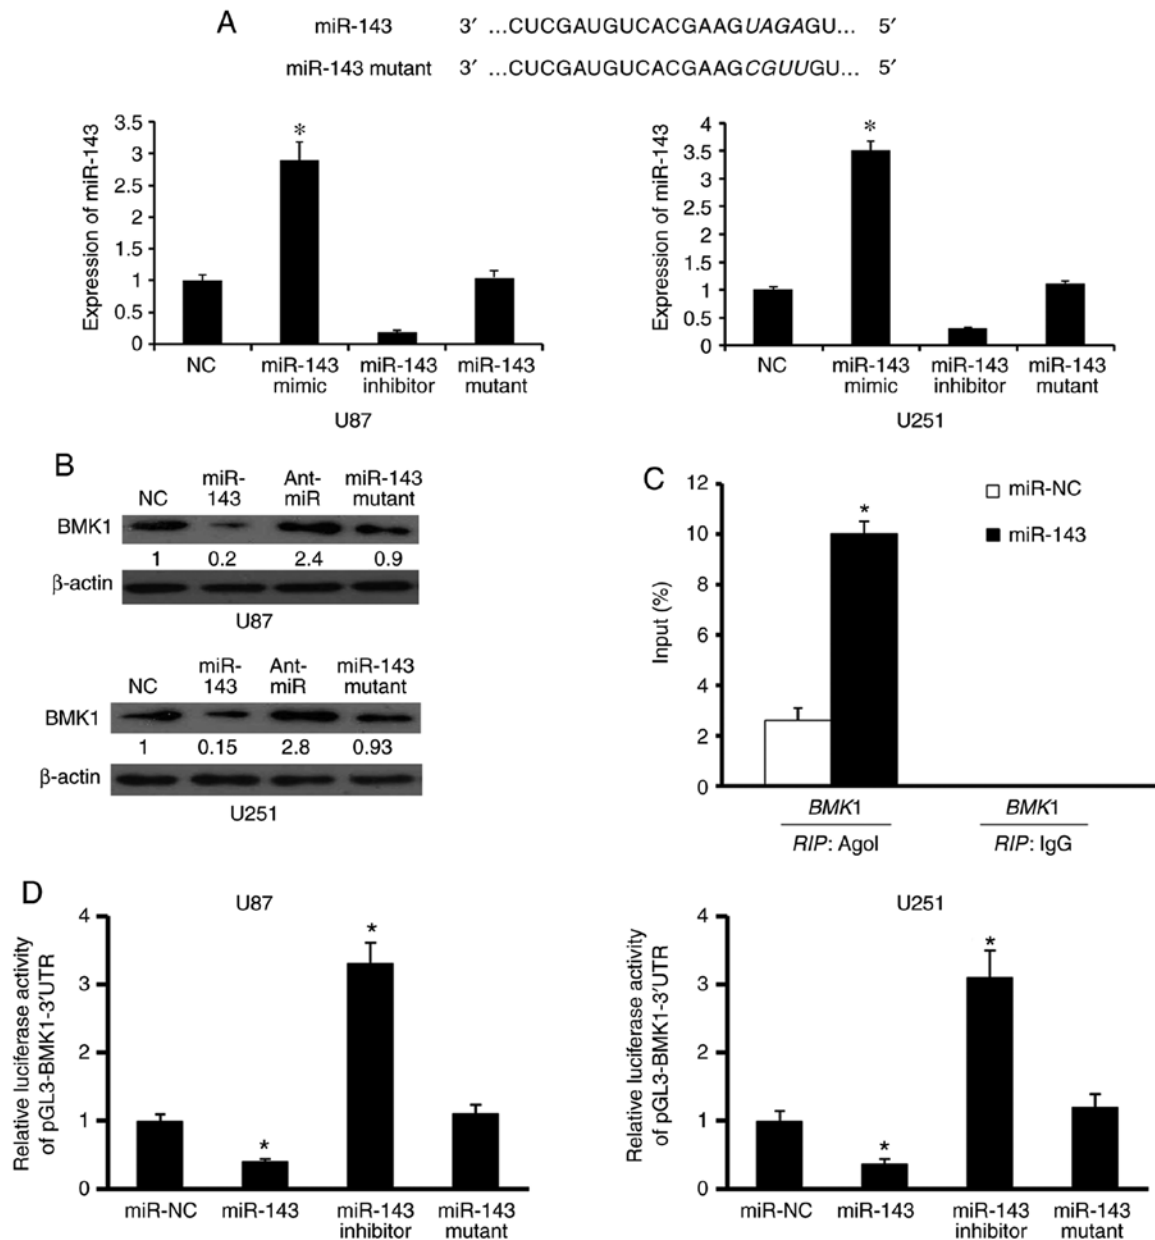 A
miR-143 3′ ...CUCGAUGUCACGAAGUAGAGU... 5′
miR-143 mutant 3′ ...CUCGAUGUCACGAAGCGUUGU... 5′
Expression of miR-143
3.5
3
2.5
2
1.5
1
0.5
0
*
NC
miR-143 mimic
miR-143 inhibitor
miR-143 mutant
U87
Expression of miR-143
4
3.5
3
2.5
2
1.5
1
0.5
0
*
NC
miR-143 mimic
miR-143 inhibitor
miR-143 mutant
U251
B
NC miR-143 Ant-miR miR-143 mutant
BMK1
1 0.2 2.4 0.9
β-actin
U87
NC miR-143 Ant-miR miR-143 mutant
BMK1
1 0.15 2.8 0.93
β-actin
U251
C
Input (%)
12
10
8
6
4
2
0
*
miR-NC
miR-143
BMK1
RIP: AgoI
BMK1
RIP: IgG
D
U87
Relative luciferase activity
of pGL3-BMK1-3′UTR
4
3
2
1
0
*
*
miR-NC
miR-143
miR-143 inhibitor
miR-143 mutant
U251
Relative luciferase activity
of pGL3-BMK1-3′UTR
4
3
2
1
0
*
*
miR-NC
miR-143
miR-143 inhibitor
miR-143 mutant